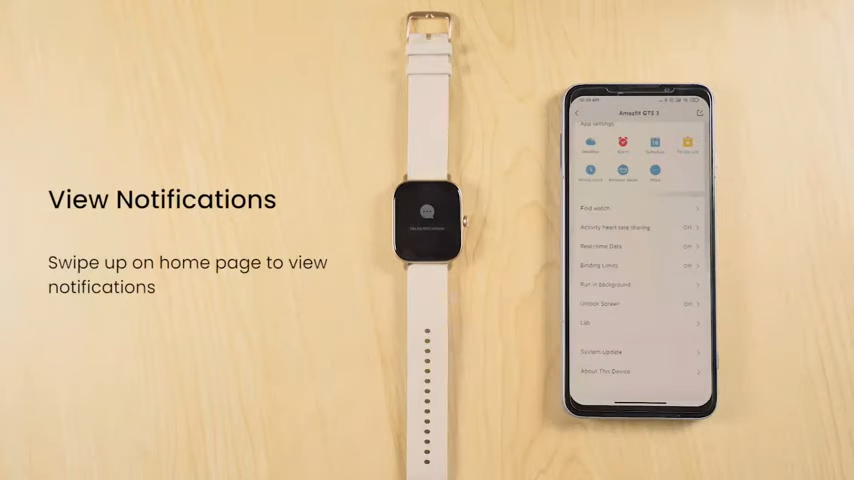 View Notifications
Swipe up on home page to view
notifications
Amazfit GTS 3
App settings
Find watch
Activity heart rate sharing
Off
Real-time Data
Binding Limits
Run in background
Unlock Screen
Lab
System Update
About This Device